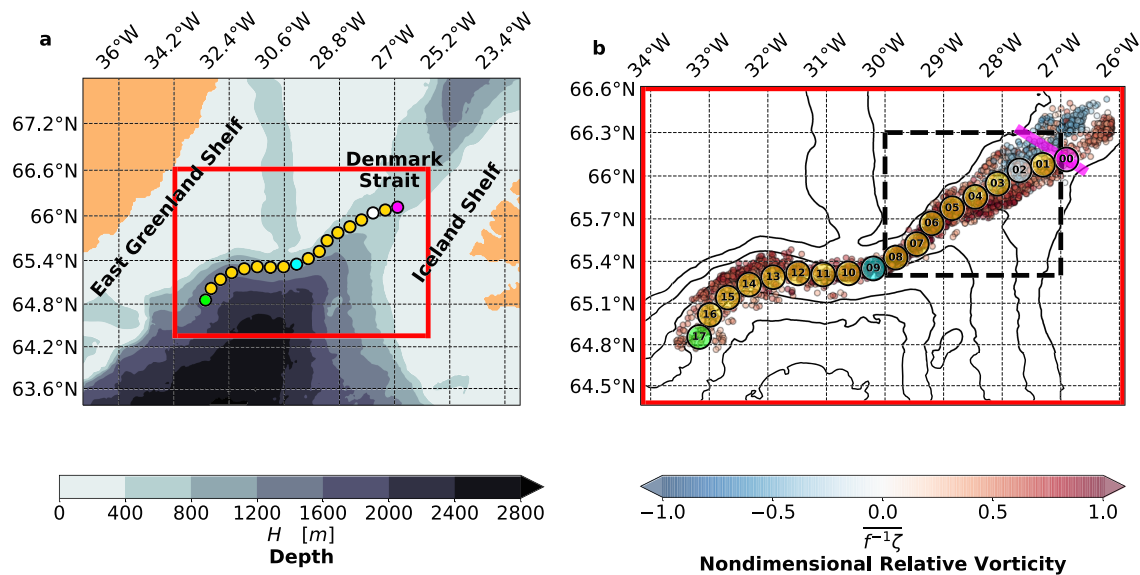 a
36°W
34.2°W
32.4°W
30.6°W
28.8°W
27°W
25.2°W
23.4°W
67.2°N
66.6°N
66°N
65.4°N
64.8°N
64.2°N
63.6°N
East Greenland Shelf
Denmark
Strait
Iceland Shelf
0 400 800 1200 1600 2000 2400 2800
H [m]
Depth
b
34°W
33°W
32°W
31°W
30°W
29°W
28°W
27°W
26°W
66.6°N
66.3°N
66°N
65.7°N
65.4°N
65.1°N
64.8°N
64.5°N
00
01
02
03
04
05
06
07
08
09
10
11
12
13
14
15
16
17
−1.0 −0.5 0.0 0.5 1.0
$\overline{f^{-1}\zeta}$
Nondimensional Relative Vorticity